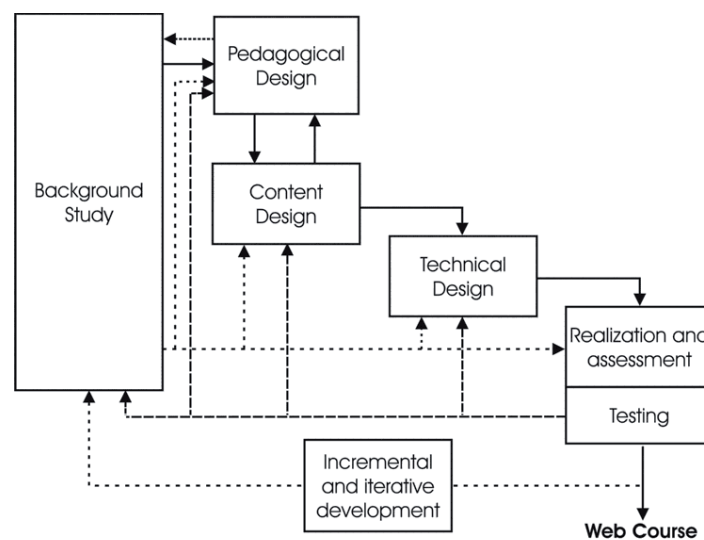 Pedagogical
Design
Background
Study
Content
Design
Technical
Design
Realization and
assessment
Testing
Incremental
and iterative
development
Web Course